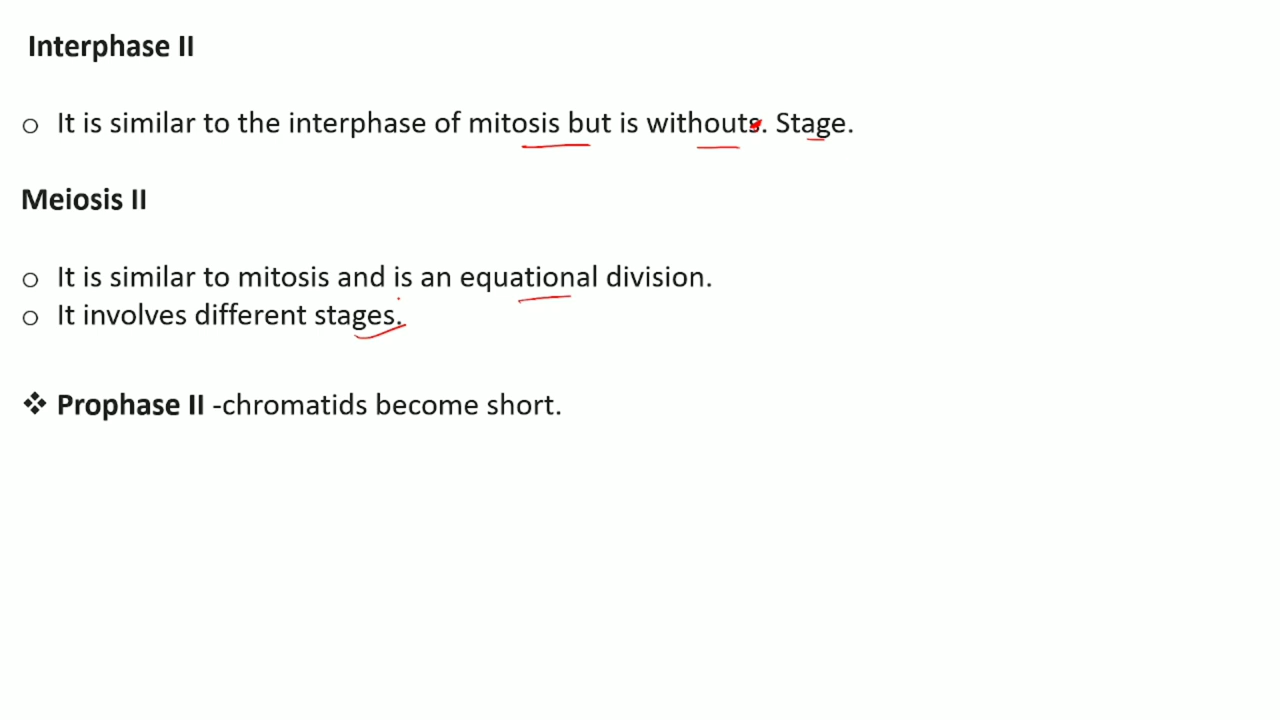 Interphase II
o It is similar to the interphase of mitosis but is withouts. Stage.
Meiosis II
o It is similar to mitosis and is an equational division.
o It involves different stages.
❖ Prophase II -chromatids become short.